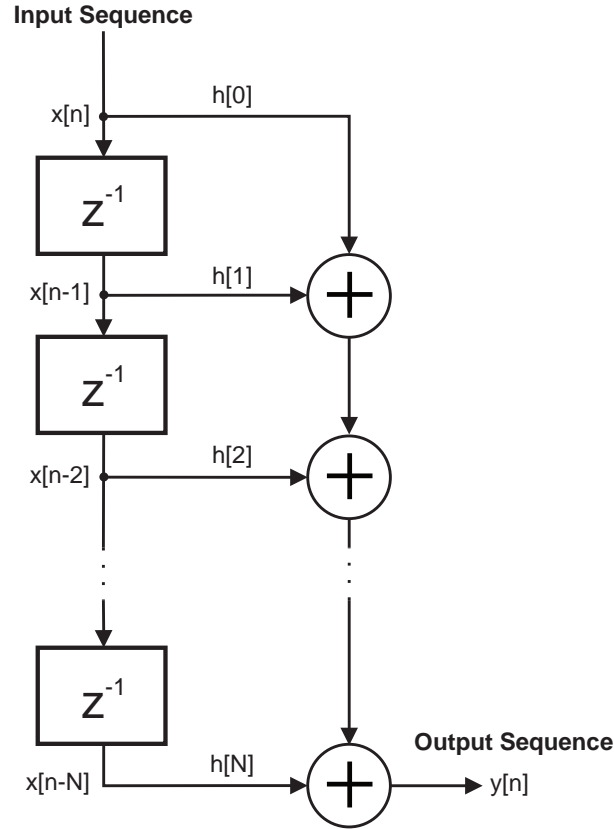 Input Sequence
x[n]
h[0]
z⁻¹
x[n-1]
h[1]
z⁻¹
x[n-2]
h[2]
z⁻¹
x[n-N]
h[N]
Output Sequence
y[n]